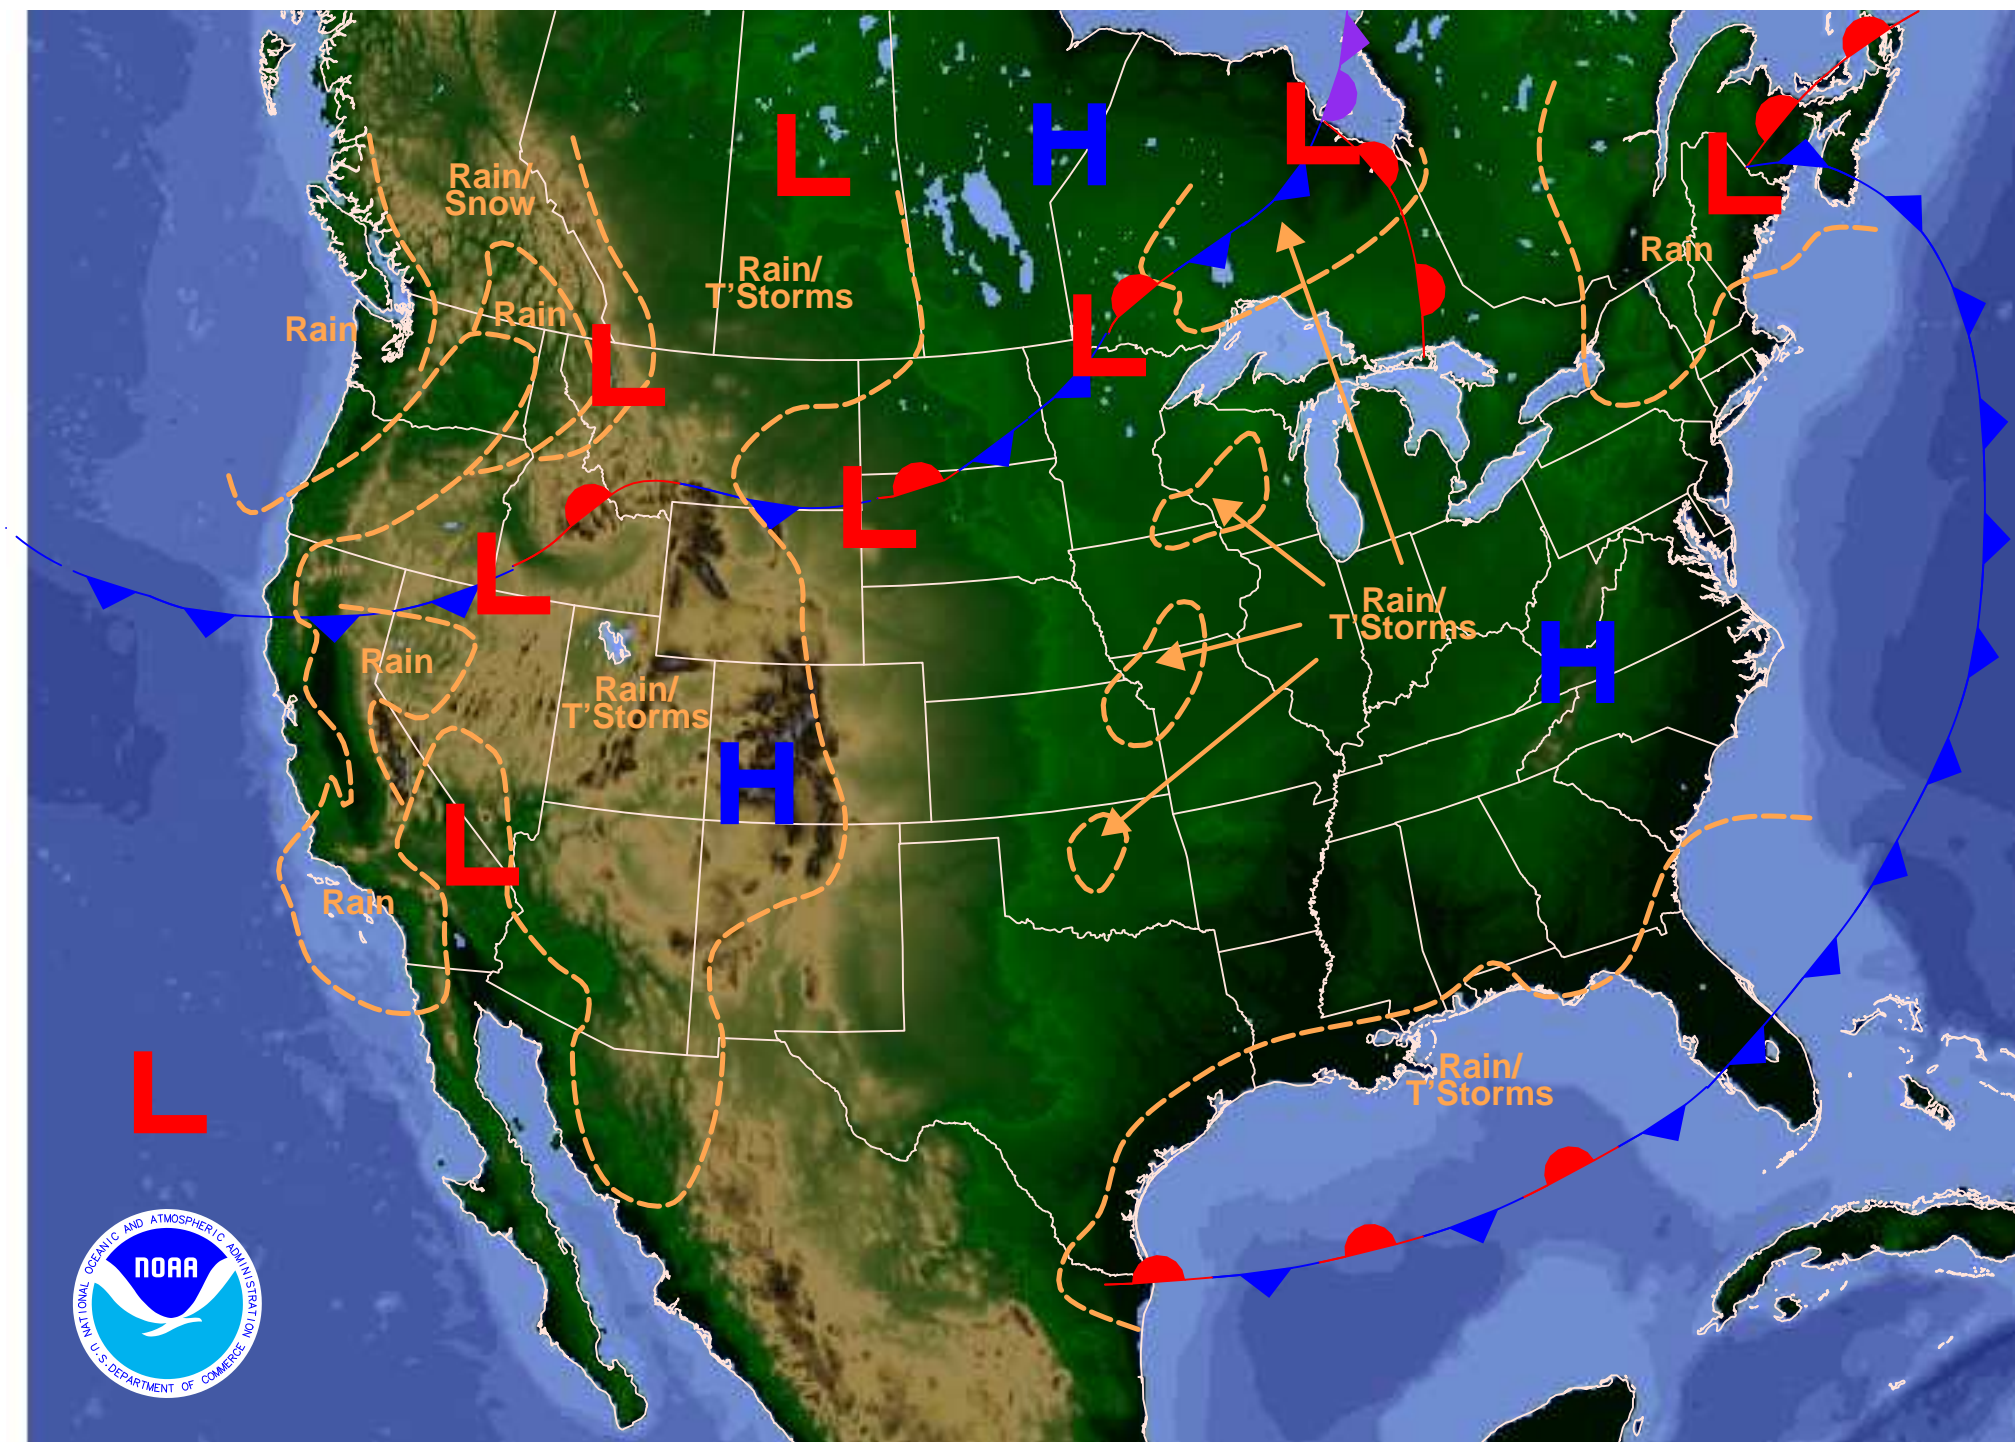 L
H
L
Rain/
Snow
L
Rain
Rain/
T'Storms
Rain
Rain
L
L
L
L
Rain/
T'Storms
H
Rain
Rain/
T'Storms
H
L
Rain
L
Rain/
T'Storms
NATIONAL OCEANIC AND ATMOSPHERIC ADMINISTRATION
NOAA
U.S. DEPARTMENT OF COMMERCE